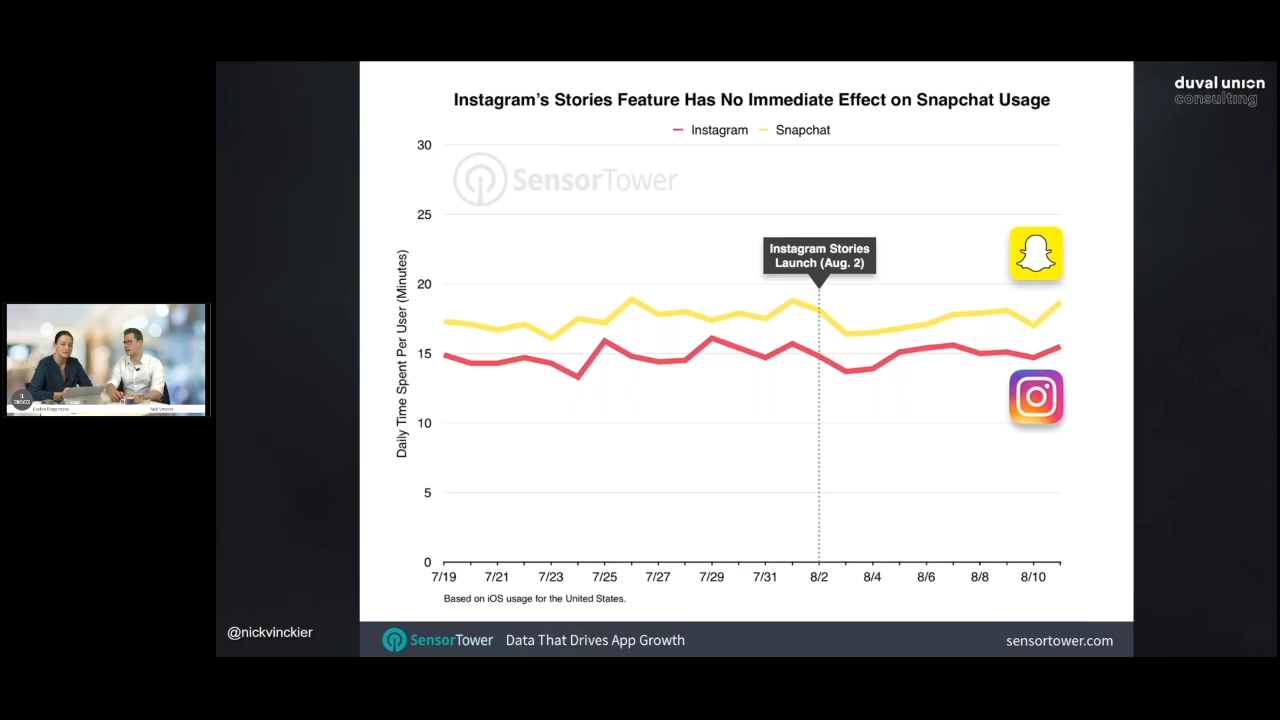 duval union
consulting
Instagram's Stories Feature Has No Immediate Effect on Snapchat Usage
Instagram Snapchat
30
SensorTower
25
Instagram Stories
Launch (Aug. 2)
20
15
10
5
0
Daily Time Spent Per User (Minutes)
7/19 7/21 7/23 7/25 7/27 7/29 7/31 8/2 8/4 8/6 8/8 8/10
Based on iOS usage for the United States.
@nickvinckier
SensorTower Data That Drives App Growth sensortower.com